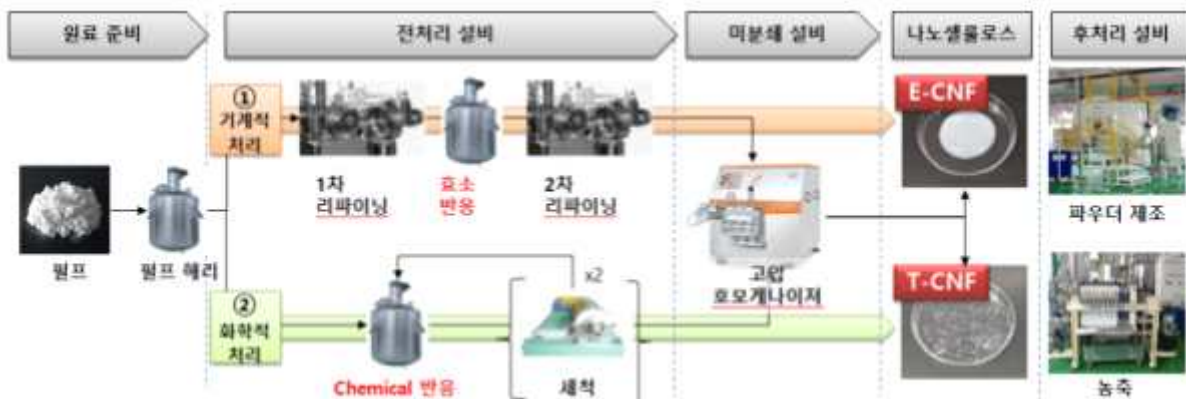 원료 준비
전처리 설비
미분쇄 설비
나노셀룰로스
후처리 설비
①
기계적
처리
1차
리파이닝
효소
반응
2차
리파이닝
E-CNF
펄프
펄프 해리
고압
호모게나이저
파우더 제조
②
화학적
처리
Chemical 반응
x2
세척
T-CNF
농축